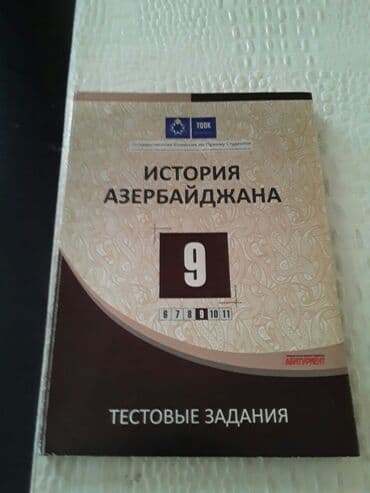 TQDK
Государственная Комиссия по Приему Студентов
ИСТОРИЯ
АЗЕРБАЙДЖАНА
9
6 7 8 9 10 11
АБИТУРИЕНТ
ТЕСТОВЫЕ ЗАДАНИЯ